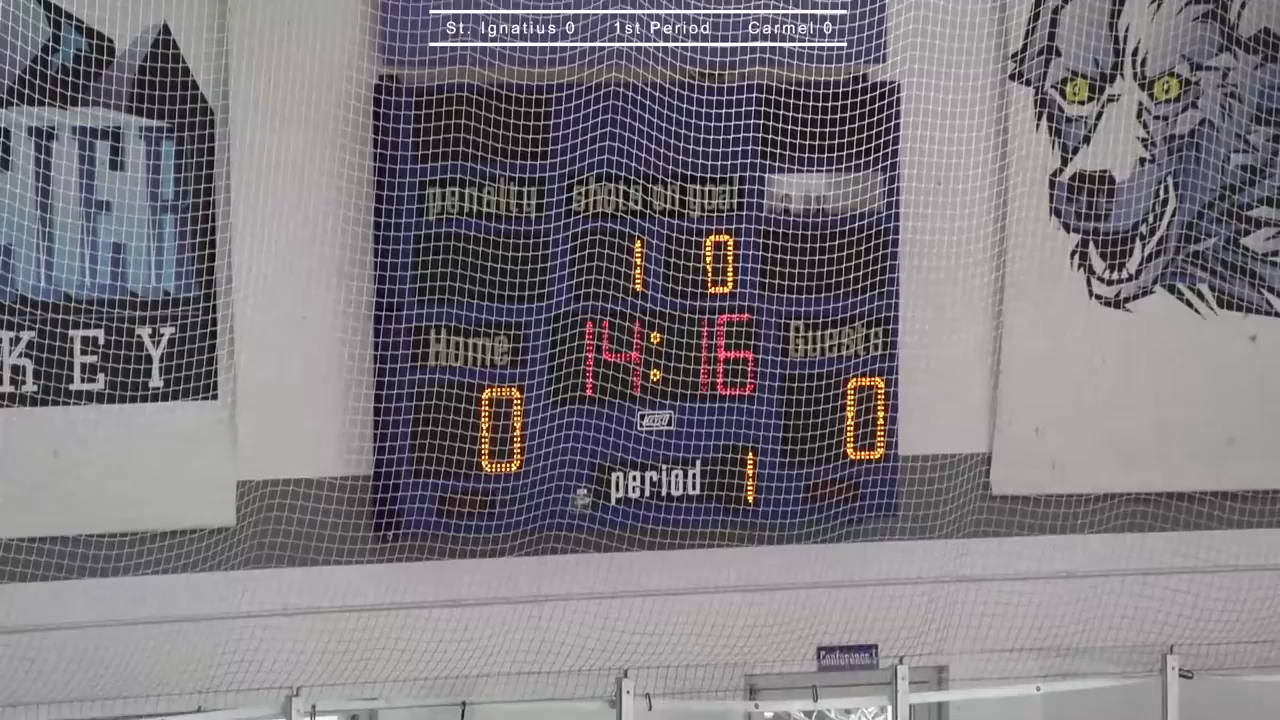 St. Ignatius 0 1st Period Carmel 0
penalty shots on goal
1 0
Home 14:16 Guests
0 0
period 1
KEY
Conference 1